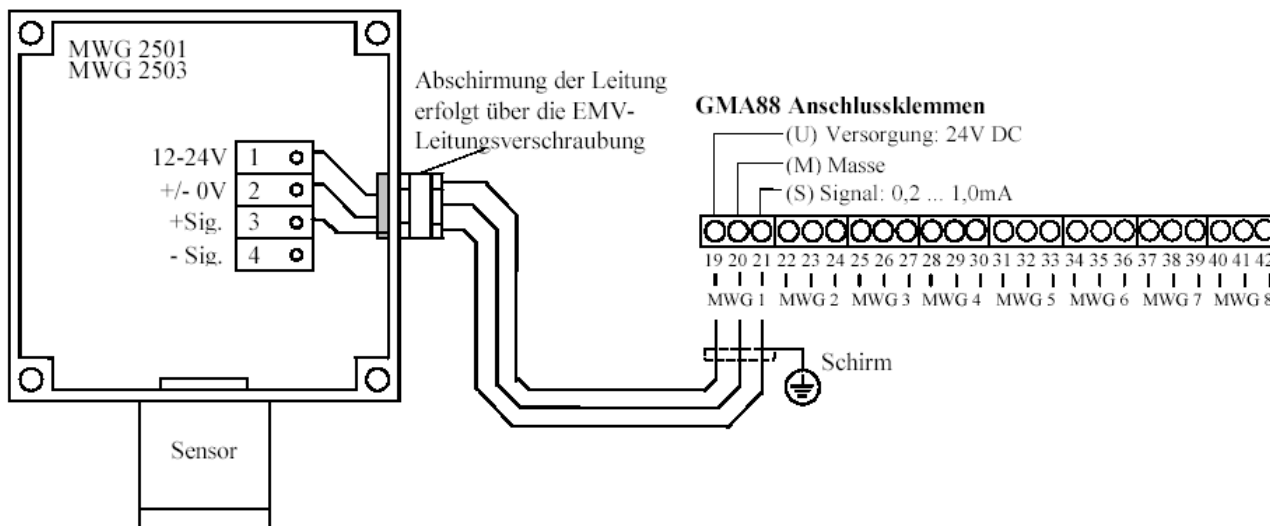 MWG 2501
MWG 2503
12-24V 1
+/- 0V 2
+Sig. 3
- Sig. 4
Sensor
Abschirmung der Leitung
erfolgt über die EMV-
Leitungsverschraubung
GMA88 Anschlussklemmen
(U) Versorgung: 24V DC
(M) Masse
(S) Signal: 0,2 ... 1,0mA
19 20 21 22 23 24 25 26 27 28 29 30 31 32 33 34 35 36 37 38 39 40 41 42
MWG 1 MWG 2 MWG 3 MWG 4 MWG 5 MWG 6 MWG 7 MWG 8
Schirm